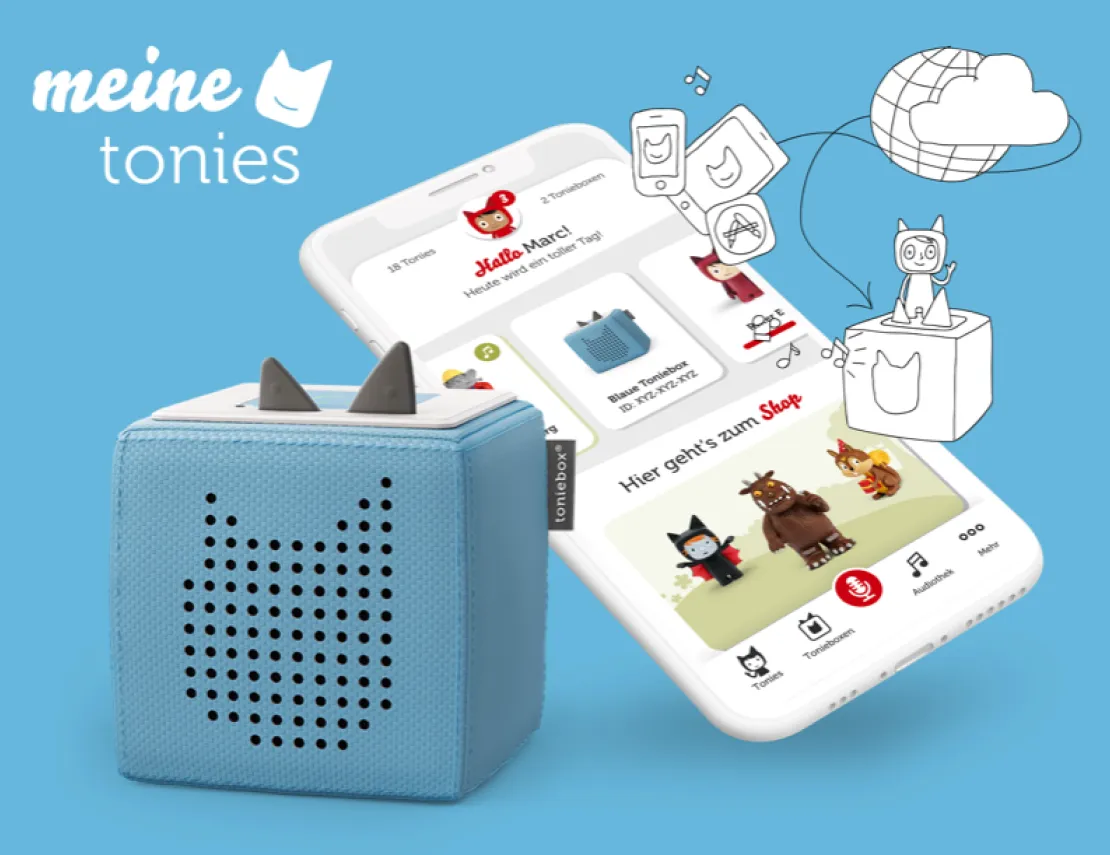 meine
tonies
18 Tonies
3
2 Tonieboxen
Hallo Marc!
Heute wird ein toller Tag!
Blaue Toniebox
ID: XYZ-XYZ-XYZ
toniebox®
Hier geht's zum Shop
Tonies
Tonieboxen
Audiothek
Mehr